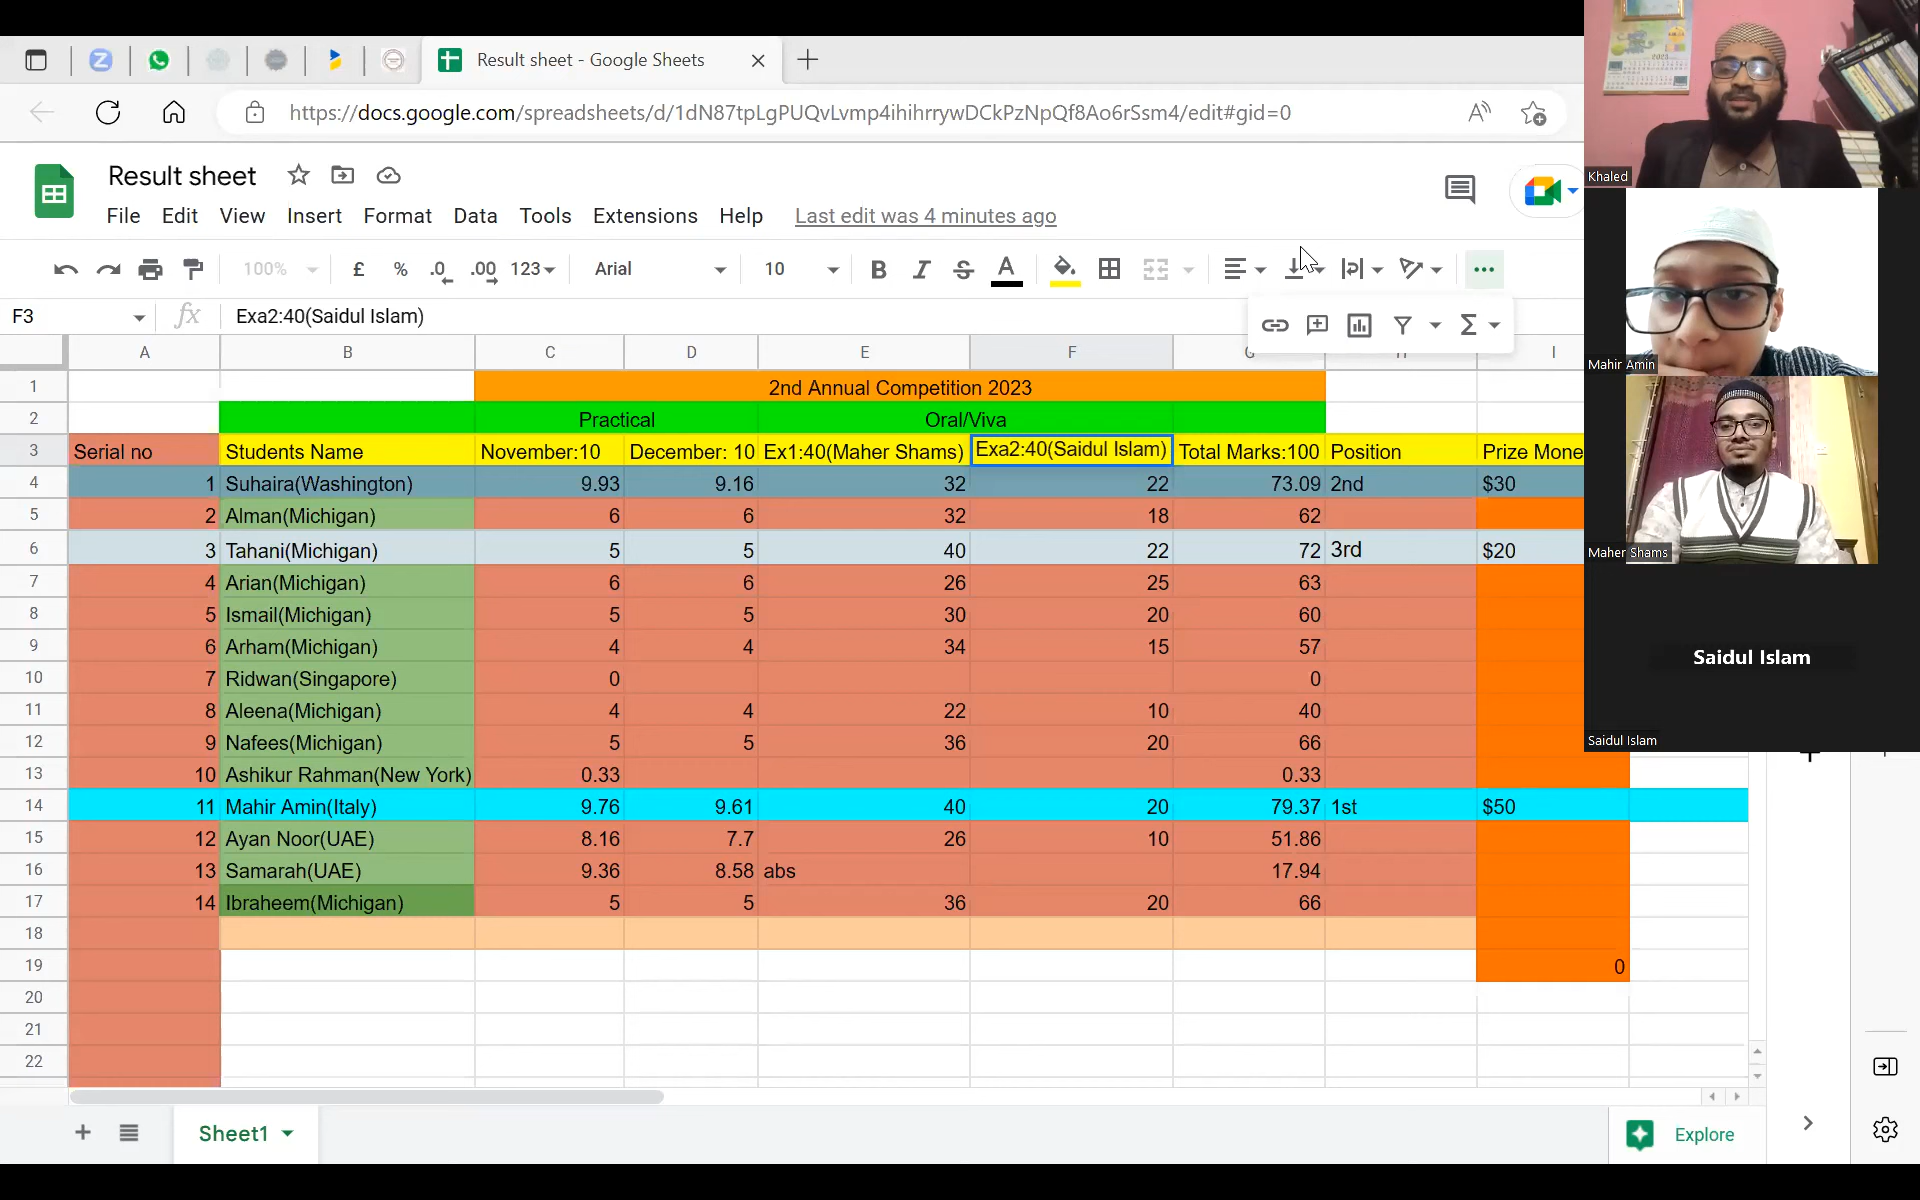 Result sheet - Google Sheets
https://docs.google.com/spreadsheets/d/1dN87tpLgPUQvLvmp4ihihrrywDCkPzNpQf8Ao6rSsm4/edit#gid=0
Result sheet
File Edit View Insert Format Data Tools Extensions Help Last edit was 4 minutes ago
100% £ % .0 .00 123 Arial 10 B I S A
F3 fx Exa2:40(Saidul Islam)
A B C D E F G H I
1 2nd Annual Competition 2023
2 Practical Oral/Viva
3 Serial no Students Name November:10 December: 10 Ex1:40(Maher Shams) Exa2:40(Saidul Islam) Total Marks:100 Position Prize Mone
4 1 Suhaira(Washington) 9.93 9.16 32 22 73.09 2nd $30
5 2 Alman(Michigan) 6 6 32 18 62
6 3 Tahani(Michigan) 5 5 40 22 72 3rd $20
7 4 Arian(Michigan) 6 6 26 25 63
8 5 Ismail(Michigan) 5 5 30 20 60
9 6 Arham(Michigan) 4 4 34 15 57
10 7 Ridwan(Singapore) 0 0
11 8 Aleena(Michigan) 4 4 22 10 40
12 9 Nafees(Michigan) 5 5 36 20 66
13 10 Ashikur Rahman(New York) 0.33 0.33
14 11 Mahir Amin(Italy) 9.76 9.61 40 20 79.37 1st $50
15 12 Ayan Noor(UAE) 8.16 7.7 26 10 51.86
16 13 Samarah(UAE) 9.36 8.58 abs 17.94
17 14 Ibraheem(Michigan) 5 5 36 20 66
18
19 0
20
21
22
Sheet1
Explore
Khaled
Mahir Amin
Maher Shams
Saidul Islam
Saidul Islam